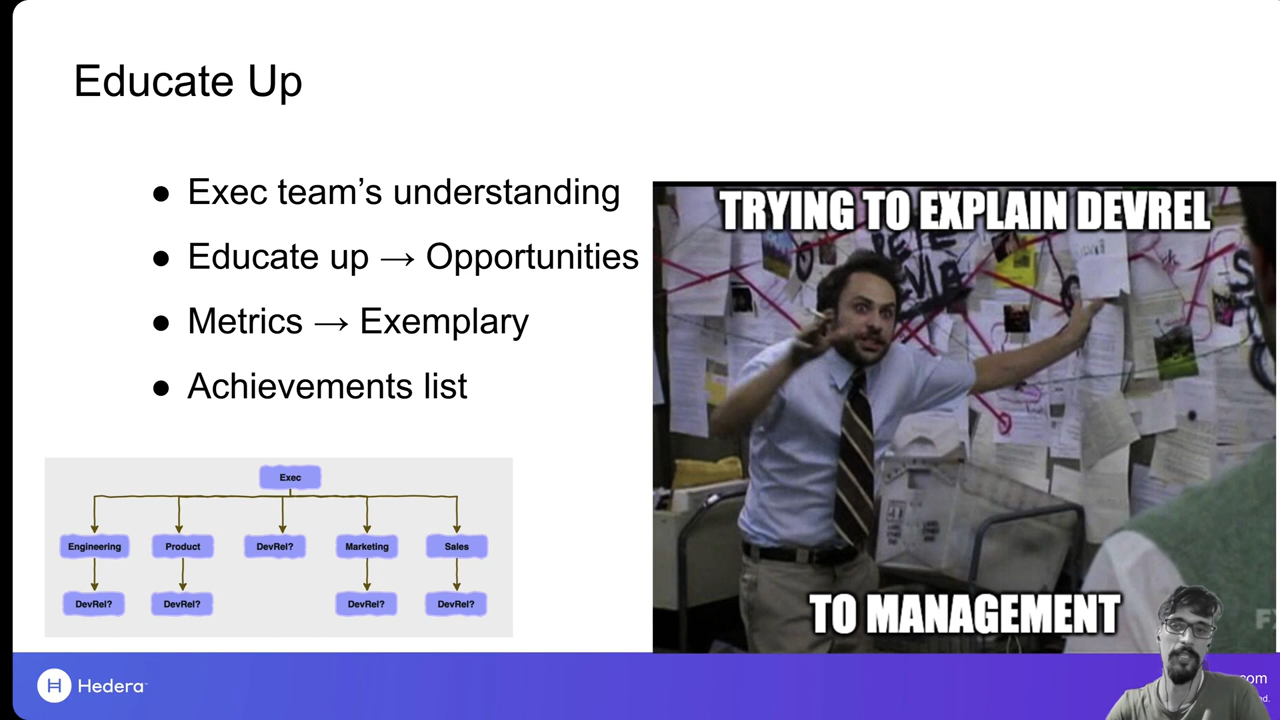 Educate Up
● Exec team’s understanding
● Educate up → Opportunities
● Metrics → Exemplary
● Achievements list
TRYING TO EXPLAIN DEVREL
TO MANAGEMENT
Exec
Engineering Product DevRel? Marketing Sales
DevRel? DevRel? DevRel? DevRel?
H Hedera
com